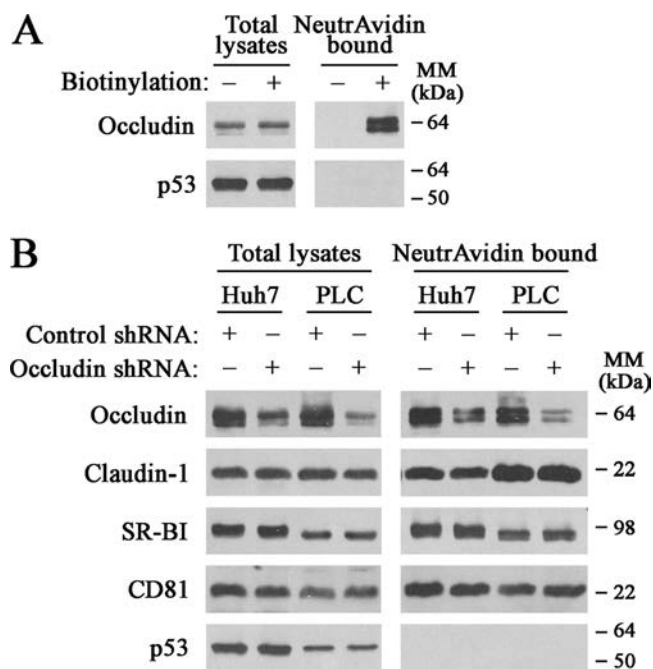 A
Total lysates NeutrAvidin bound
Biotinylation: − + − + MM (kDa)
Occludin − 64
p53 − 64
− 50
B
Total lysates NeutrAvidin bound
Huh7 PLC Huh7 PLC
Control shRNA: + − + − + − + −
Occludin shRNA: − + − + − + − + MM (kDa)
Occludin − 64
Claudin-1 − 22
SR-BI − 98
CD81 − 22
p53 − 64
− 50